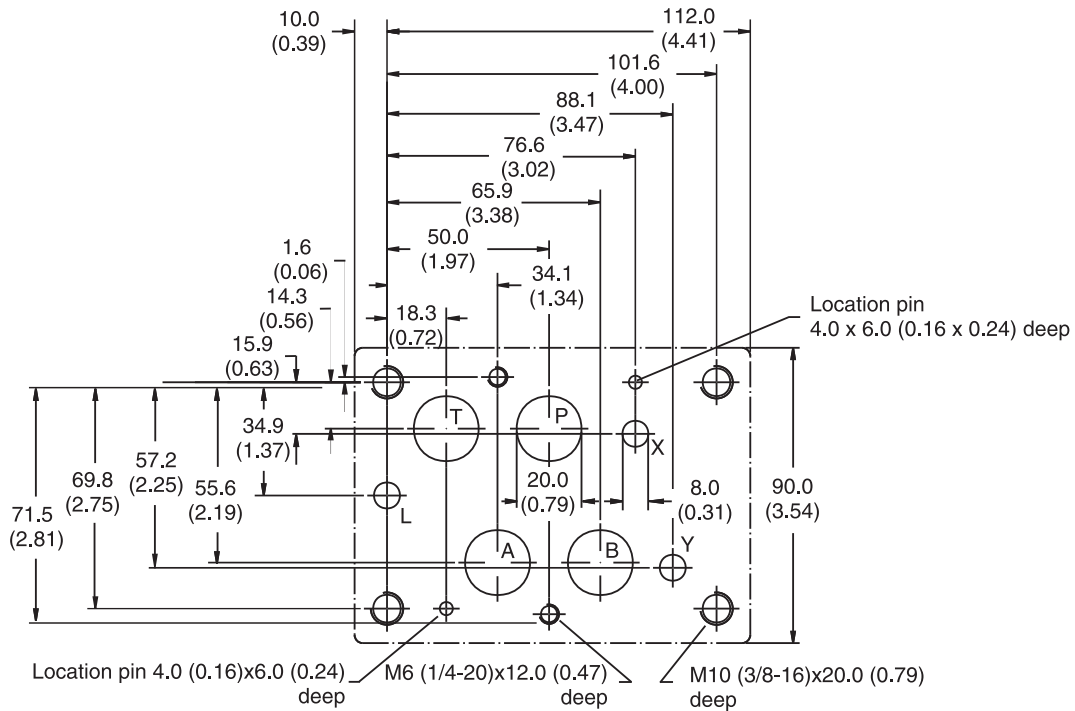 10.0
(0.39)
112.0
(4.41)
101.6
(4.00)
88.1
(3.47)
76.6
(3.02)
65.9
(3.38)
50.0
(1.97)
1.6
(0.06)
34.1
(1.34)
14.3
(0.56)
18.3
(0.72)
Location pin
4.0 x 6.0 (0.16 x 0.24) deep
15.9
(0.63)
T
P
X
34.9
(1.37)
57.2
(2.25)
69.8
(2.75)
55.6
(2.19)
71.5
(2.81)
20.0
(0.79)
8.0
(0.31)
90.0
(3.54)
L
A
B
Y
Location pin 4.0 (0.16)x6.0 (0.24)
deep
M6 (1/4-20)x12.0 (0.47)
deep
M10 (3/8-16)x20.0 (0.79)
deep